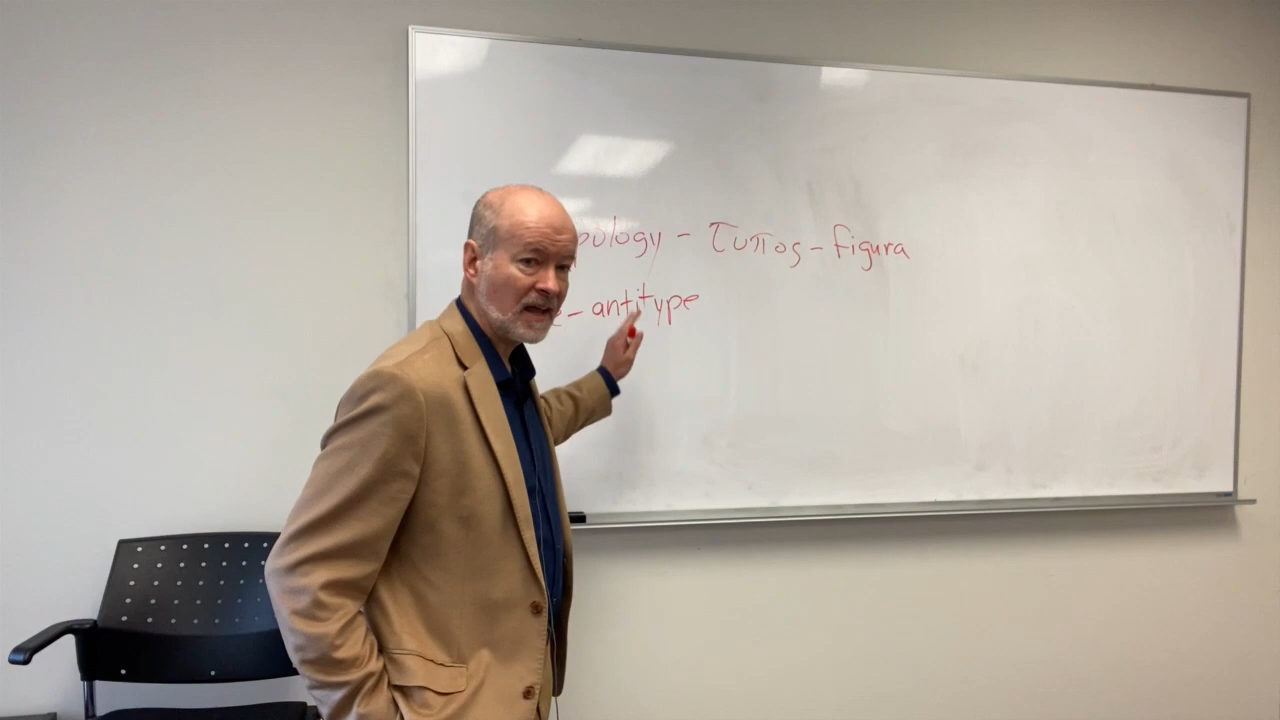 pology - τυπος - figura
e - antitype